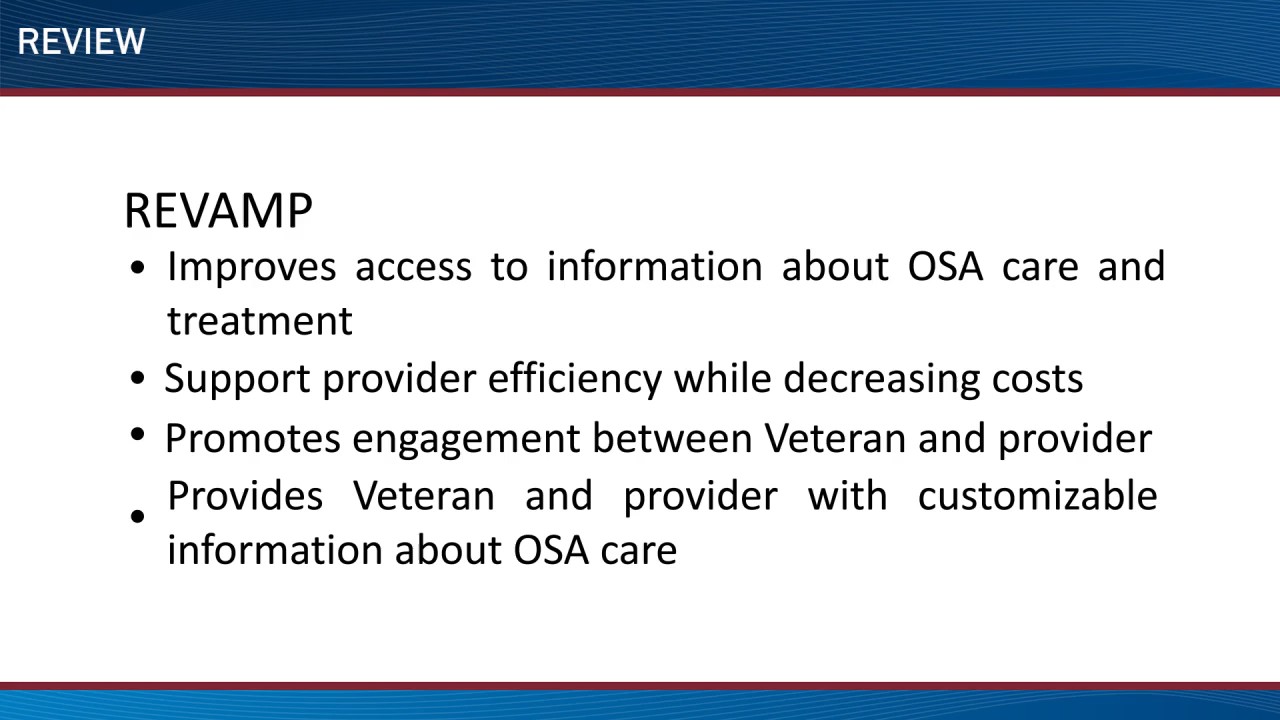 REVIEW
REVAMP
• Improves access to information about OSA care and
treatment
• Support provider efficiency while decreasing costs
• Promotes engagement between Veteran and provider
• Provides Veteran and provider with customizable
information about OSA care